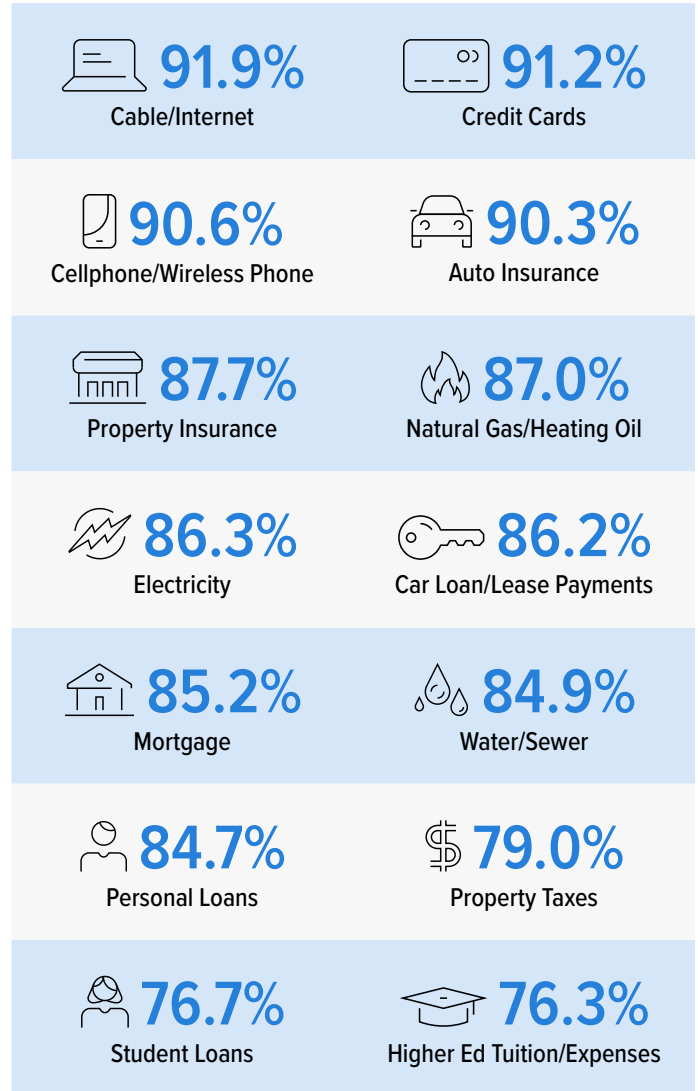 91.9% 91.2%
Cable/Internet Credit Cards
90.6% 90.3%
Cellphone/Wireless Phone Auto Insurance
87.7% 87.0%
Property Insurance Natural Gas/Heating Oil
86.3% 86.2%
Electricity Car Loan/Lease Payments
85.2% 84.9%
Mortgage Water/Sewer
84.7% 79.0%
Personal Loans Property Taxes
76.7% 76.3%
Student Loans Higher Ed Tuition/Expenses